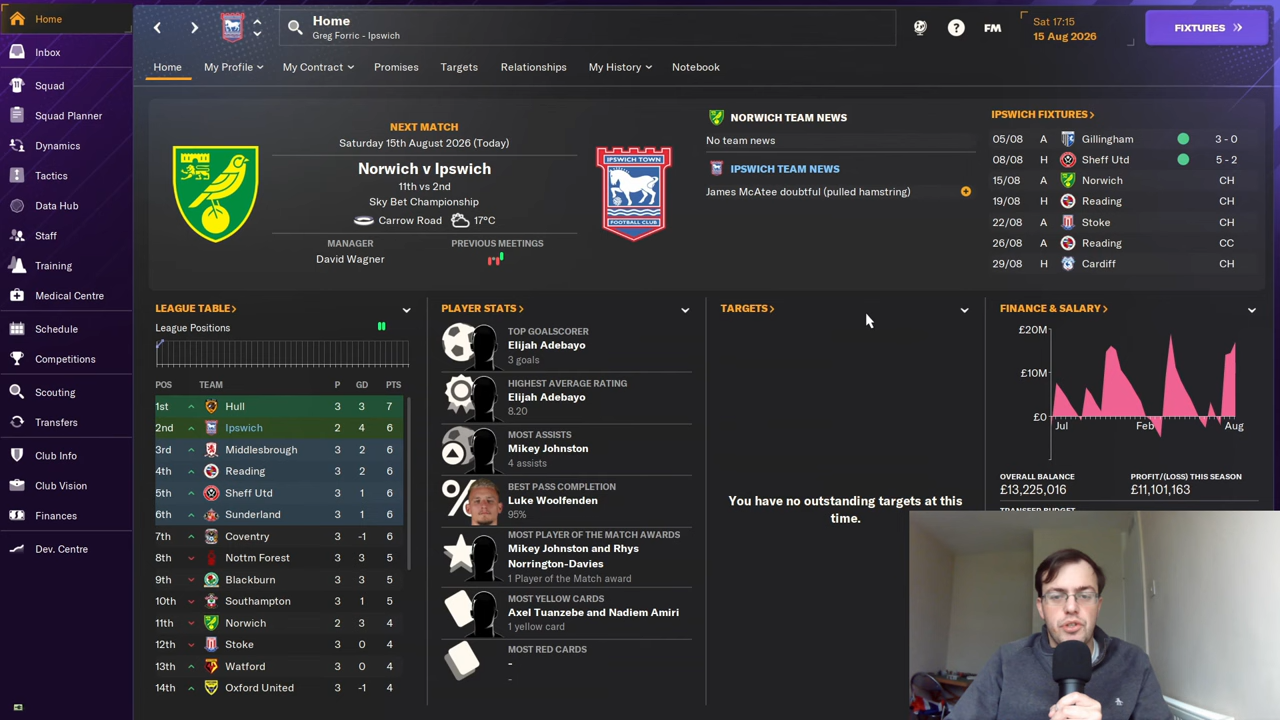 Home
Inbox
Squad
Squad Planner
Dynamics
Tactics
Data Hub
Staff
Training
Medical Centre
Schedule
Competitions
Scouting
Transfers
Club Info
Club Vision
Finances
Dev. Centre
Home
Greg Forric - Ipswich
?
FM
Sat 17:15
15 Aug 2026
FIXTURES
Home
My Profile
My Contract
Promises
Targets
Relationships
My History
Notebook
NEXT MATCH
Saturday 15th August 2026 (Today)
Norwich v Ipswich
11th vs 2nd
Sky Bet Championship
Carrow Road 17°C
MANAGER
David Wagner
PREVIOUS MEETINGS
IPSWICH TOWN
FOOTBALL CLUB
NORWICH TEAM NEWS
No team news
IPSWICH TEAM NEWS
James McAtee doubtful (pulled hamstring)
IPSWICH FIXTURES
05/08 A Gillingham 3 - 0
08/08 H Sheff Utd 5 - 2
15/08 A Norwich CH
19/08 H Reading CH
22/08 A Stoke CH
26/08 A Reading CC
29/08 H Cardiff CH
LEAGUE TABLE
League Positions
POS TEAM P GD PTS
1st Hull 3 3 7
2nd Ipswich 2 4 6
3rd Middlesbrough 3 2 6
4th Reading 3 2 6
5th Sheff Utd 3 1 6
6th Sunderland 3 1 6
7th Coventry 3 -1 6
8th Nottm Forest 3 3 5
9th Blackburn 3 3 5
10th Southampton 3 1 5
11th Norwich 2 3 4
12th Stoke 3 0 4
13th Watford 3 0 4
14th Oxford United 3 -1 4
PLAYER STATS
TOP GOALSCORER
Elijah Adebayo
3 goals
HIGHEST AVERAGE RATING
Elijah Adebayo
8.20
MOST ASSISTS
Mikey Johnston
4 assists
BEST PASS COMPLETION
Luke Woolfenden
95%
MOST PLAYER OF THE MATCH AWARDS
Mikey Johnston and Rhys
Norrington-Davies
1 Player of the Match award
MOST YELLOW CARDS
Axel Tuanzebe and Nadiem Amiri
1 yellow card
MOST RED CARDS
-
-
TARGETS
You have no outstanding targets at this
time.
FINANCE & SALARY
£20M
£10M
£0
Jul Feb Aug
OVERALL BALANCE
£13,225,016
PROFIT/(LOSS) THIS SEASON
£11,101,163